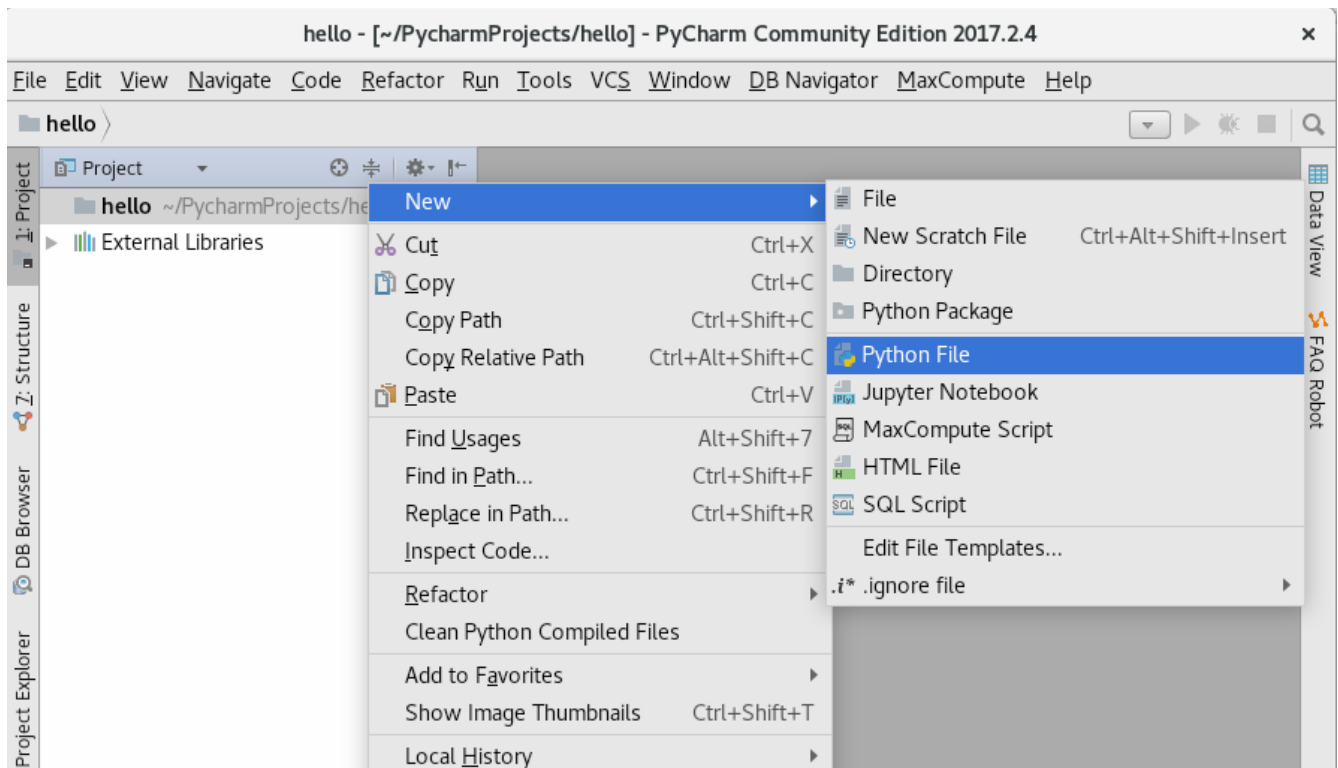 hello - [~/PycharmProjects/hello] - PyCharm Community Edition 2017.2.4 ×
File Edit View Navigate Code Refactor Run Tools VCS Window DB Navigator MaxCompute Help
hello
Project
hello ~/PycharmProjects/he
External Libraries
1: Project
7: Structure
DB Browser
Project Explorer
New
Cut Ctrl+X
Copy Ctrl+C
Copy Path Ctrl+Shift+C
Copy Relative Path Ctrl+Alt+Shift+C
Paste Ctrl+V
Find Usages Alt+Shift+7
Find in Path... Ctrl+Shift+F
Replace in Path... Ctrl+Shift+R
Inspect Code...
Refactor
Clean Python Compiled Files
Add to Favorites
Show Image Thumbnails Ctrl+Shift+T
Local History
File
New Scratch File Ctrl+Alt+Shift+Insert
Directory
Python Package
Python File
Jupyter Notebook
MaxCompute Script
HTML File
SQL Script
Edit File Templates...
.i* .ignore file
Data View
FAQ Robot